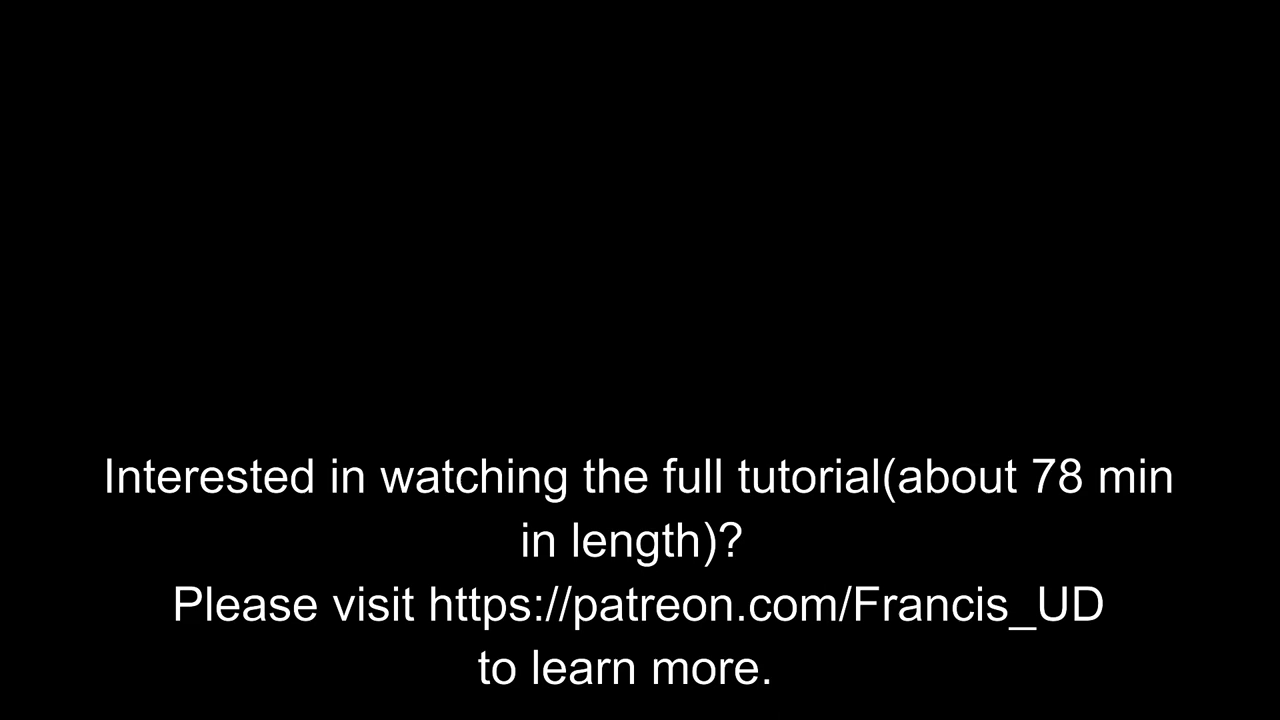 Interested in watching the full tutorial(about 78 min
in length)?
Please visit https://patreon.com/Francis_UD
to learn more.